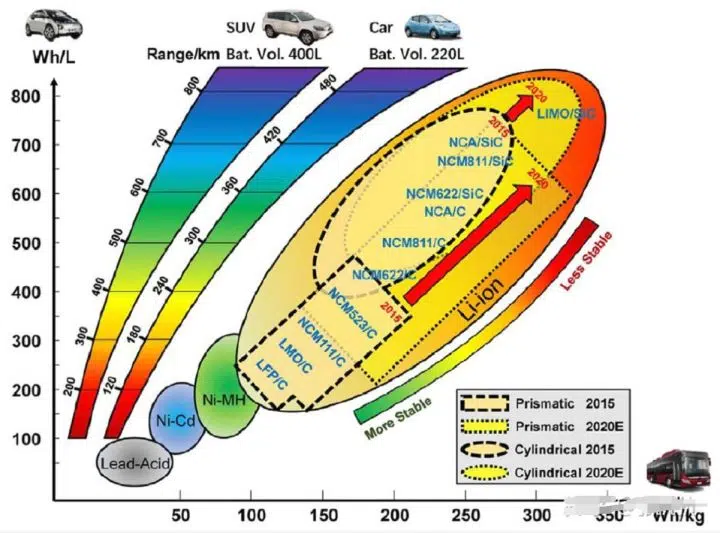 SUV
Car
Wh/L
Range/km Bat. Vol. 400L
Bat. Vol. 220L
800
700
600
500
400
300
200
100
800
700
600
500
400
300
200
480
420
360
300
240
180
120
2020
LIMO/SiC
2015
NCA/SiC
NCM811/SiC
2020
NCM622/SiC
NCA/C
NCM811/C
NCM622/C
2015
NCM523/C
NCM111/C
LMO/C
LFP/C
Li-ion
Less Stable
More Stable
Ni-MH
Ni-Cd
Lead-Acid
Prismatic 2015
Prismatic 2020E
Cylindrical 2015
Cylindrical 2020E
50
100
150
200
250
300
350
Wh/kg